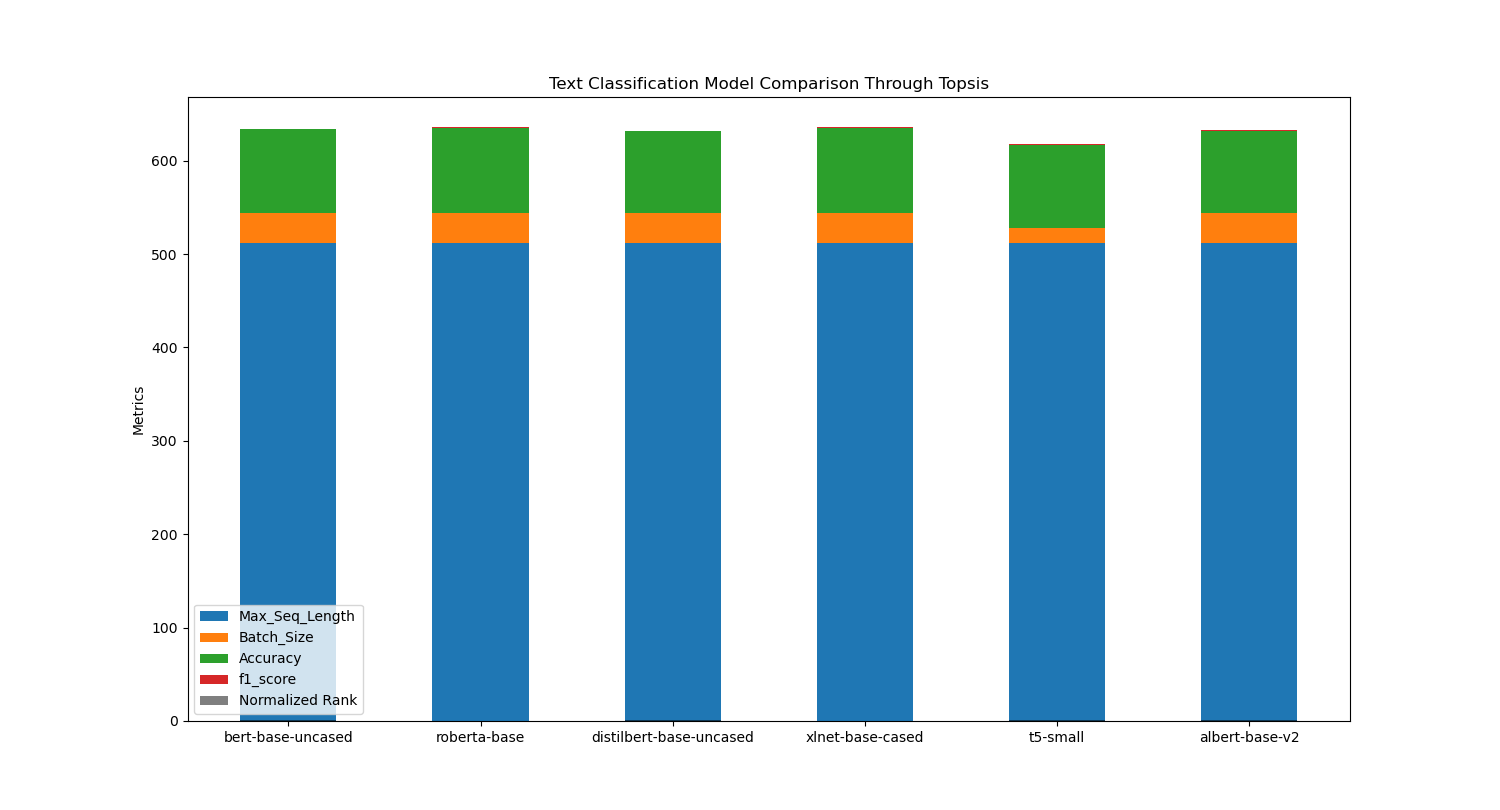 Text Classification Model Comparison Through Topsis
Metrics
600
500
400
300
200
100
0
Max_Seq_Length
Batch_Size
Accuracy
f1_score
Normalized Rank
bert-base-uncased
roberta-base
distilbert-base-uncased
xlnet-base-cased
t5-small
albert-base-v2